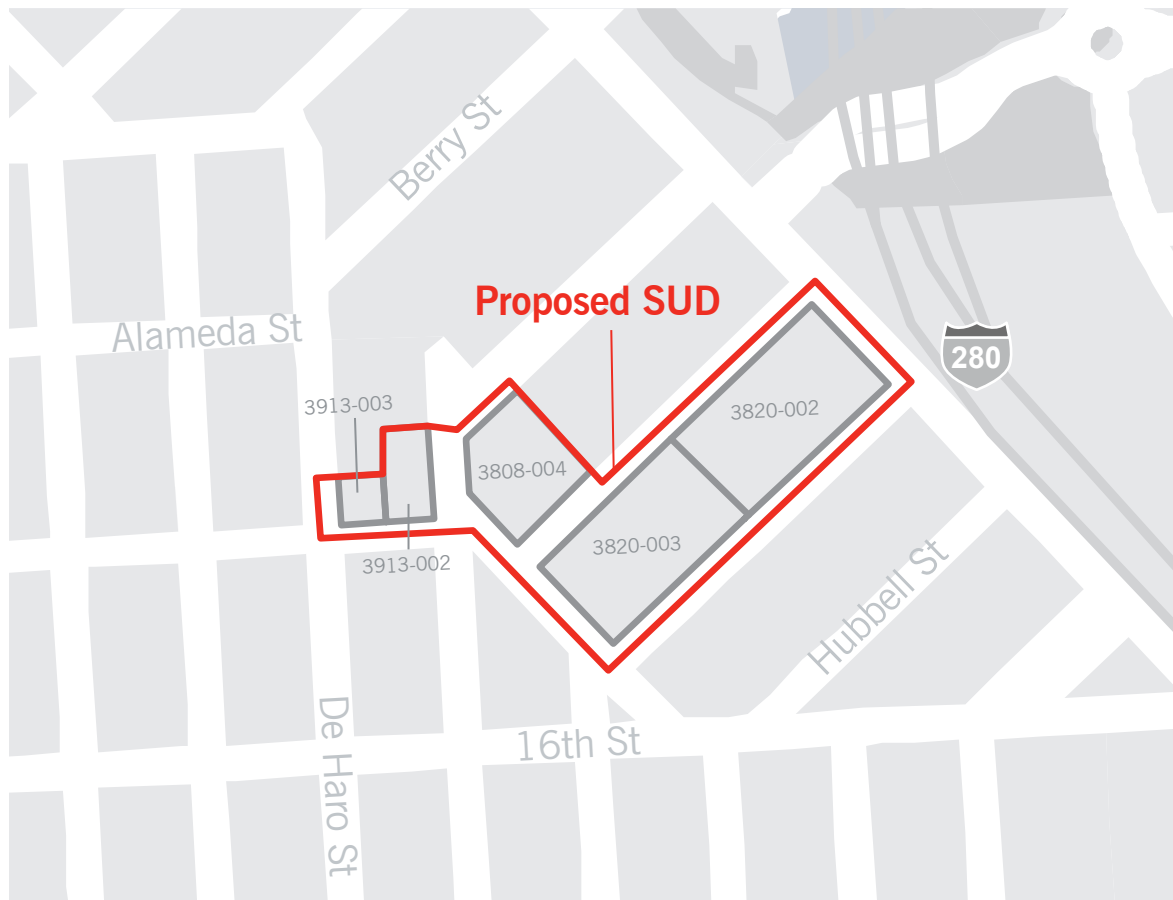 Berry St
Proposed SUD
Alameda St
280
3913-003
3820-002
3808-004
3820-003
3913-002
Hubbell St
De Haro St
16th St